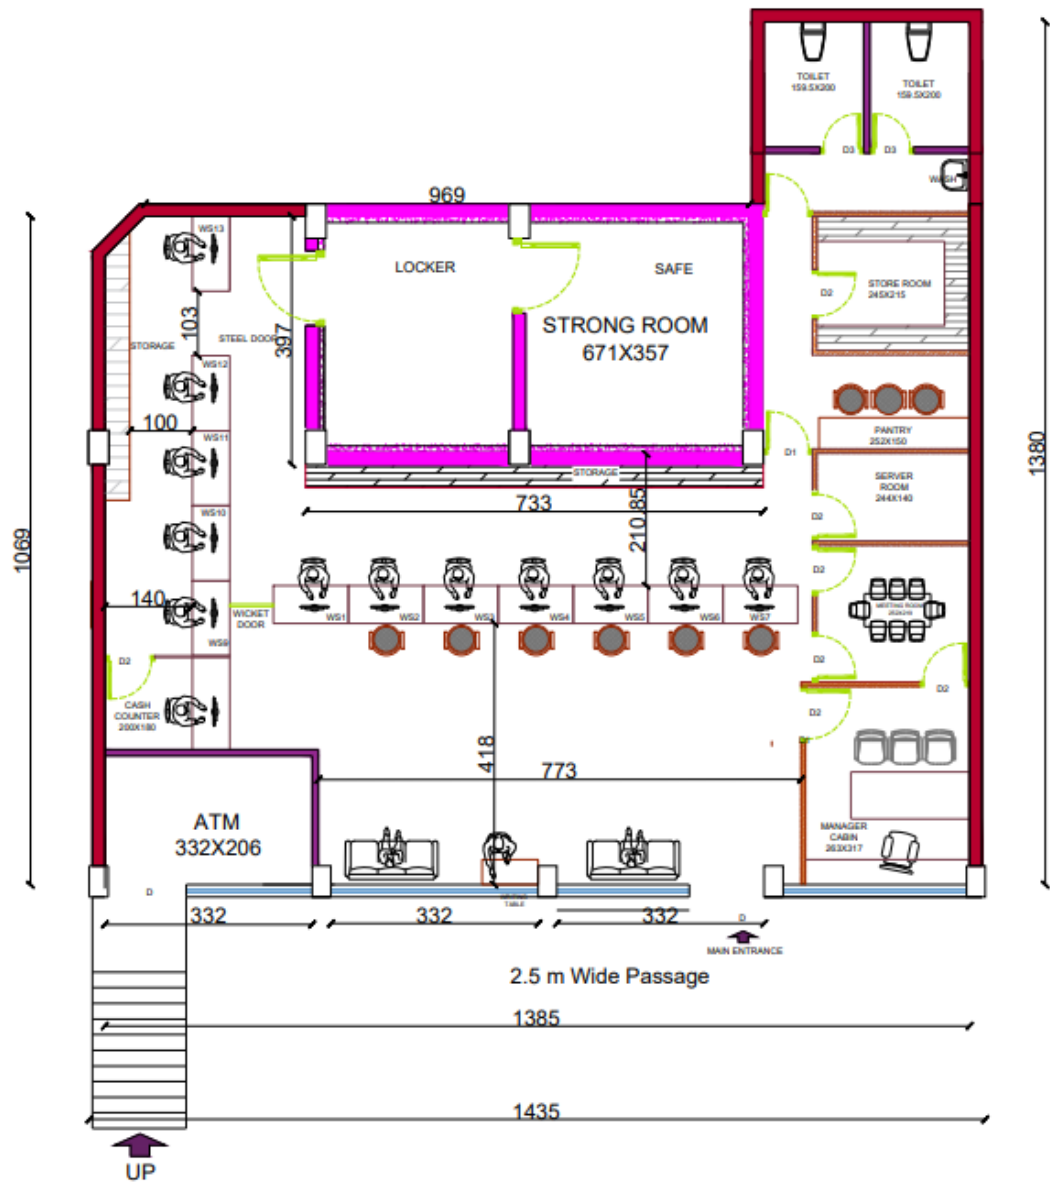 TOILET
159.5X200
TOILET
159.5X200
D3
D3
WASH
969
WS13
LOCKER
SAFE
STORE ROOM
245X215
D2
STRONG ROOM
671X357
103
STORAGE
STEEL DOOR
397
WS12
100
WS11
PANTRY
252X150
D1
1380
STORAGE
SERVER
ROOM
244X140
733
210.85
WS10
D2
1069
D2
140
WICKET
DOOR
WS1
WS2
WS3
WS4
WS5
WS6
WS7
MEETING ROOM
WS9
D2
D2
D2
CASH
COUNTER
200X180
D2
418
773
ATM
332X206
MANAGER
CABIN
263X317
D
TABLE
332
332
332
D
MAIN ENTRANCE
2.5 m Wide Passage
1385
1435
UP